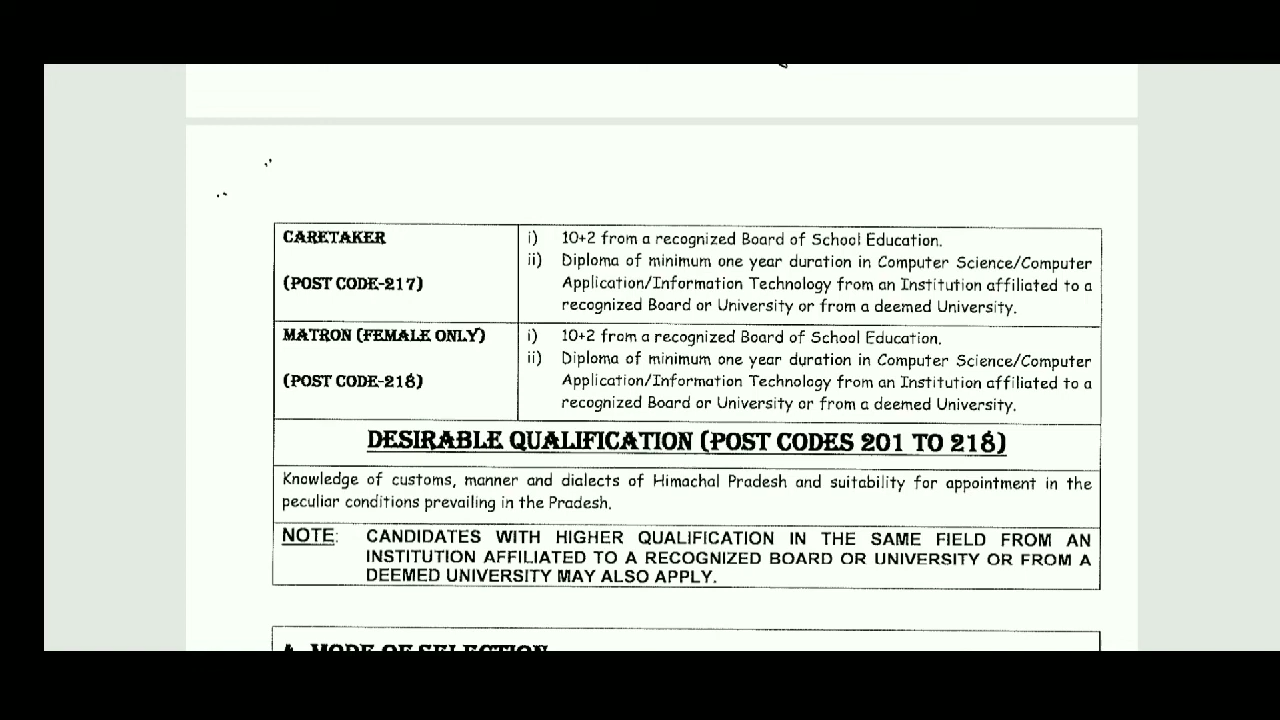 CARETAKER
(POST CODE-217)
i) 10+2 from a recognized Board of School Education.
ii) Diploma of minimum one year duration in Computer Science/Computer
Application/Information Technology from an Institution affiliated to a
recognized Board or University or from a deemed University.
MATRON (FEMALE ONLY)
(POST CODE-218)
i) 10+2 from a recognized Board of School Education.
ii) Diploma of minimum one year duration in Computer Science/Computer
Application/Information Technology from an Institution affiliated to a
recognized Board or University or from a deemed University.
DESIRABLE QUALIFICATION (POST CODES 201 TO 218)
Knowledge of customs, manner and dialects of Himachal Pradesh and suitability for appointment in the
peculiar conditions prevailing in the Pradesh.
NOTE: CANDIDATES WITH HIGHER QUALIFICATION IN THE SAME FIELD FROM AN
INSTITUTION AFFILIATED TO A RECOGNIZED BOARD OR UNIVERSITY OR FROM A
DEEMED UNIVERSITY MAY ALSO APPLY.
MODE OF SELECTION